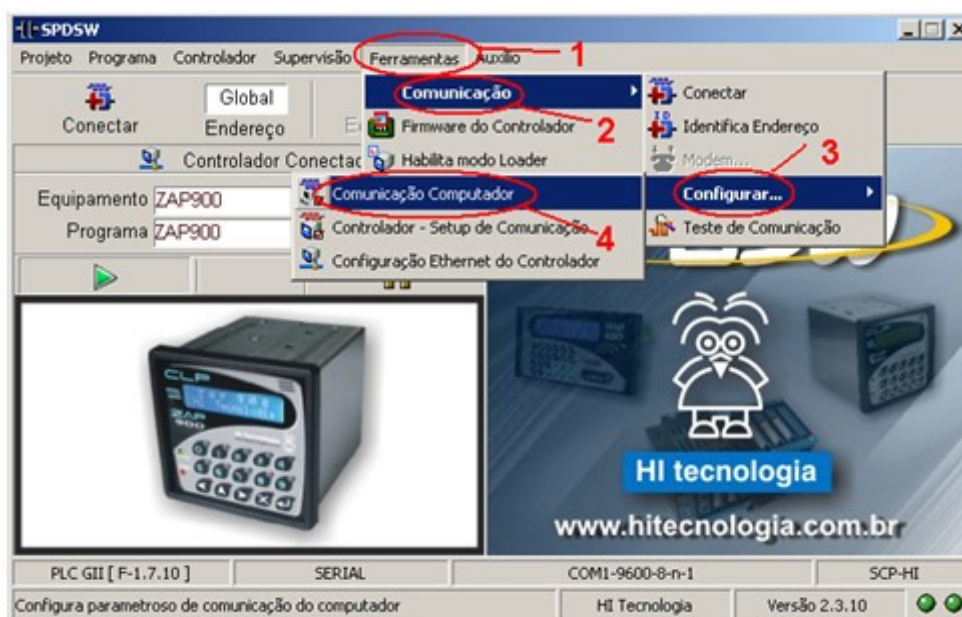 SPDSW
Projeto Programa Controlador Supervisão Ferramentas Auxílio
1
Conectar
Global
Endereço
Comunicação
2
Firmware do Controlador
Habilita modo Loader
Conectar
Identifica Endereço
Modem...
3
Configurar...
Teste de Comunicação
Controlador Conectad
Equipamento ZAP900
Programa ZAP900
Comunicação Computador
4
Controlador - Setup de Comunicação
Configuração Ethernet do Controlador
CLP
ZAP 900
HI Tecnologia
ZAP
900
HI tecnologia
www.hitecnologia.com.br
PLC GII [ F-1.7.10 ] SERIAL COM1-9600-8-n-1 SCP-HI
Configura parametroso de comunicação do computador HI Tecnologia Versão 2.3.10